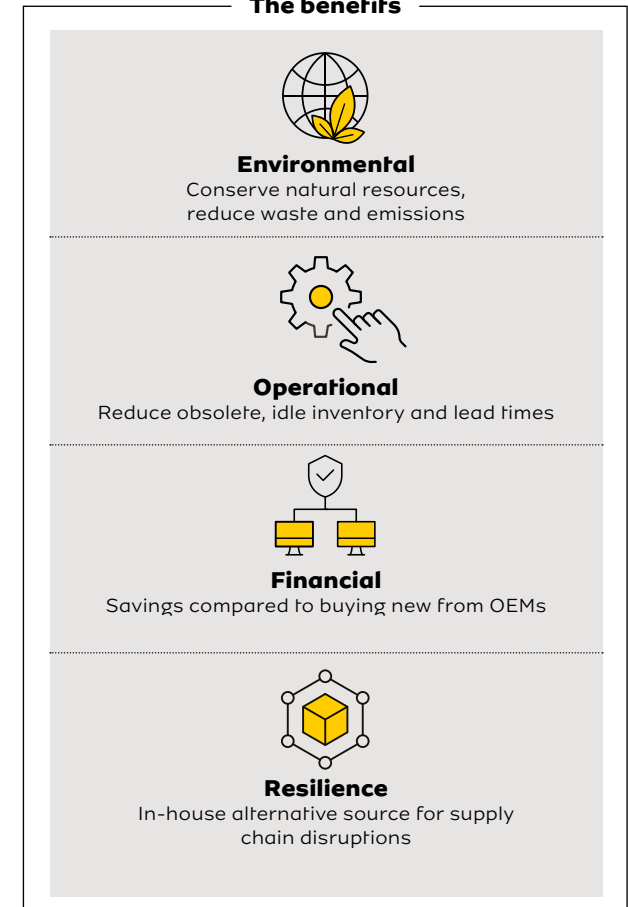 The benefits
Environmental
Conserve natural resources,
reduce waste and emissions
Operational
Reduce obsolete, idle inventory and lead times
Financial
Savings compared to buying new from OEMs
Resilience
In-house alternative source for supply
chain disruptions